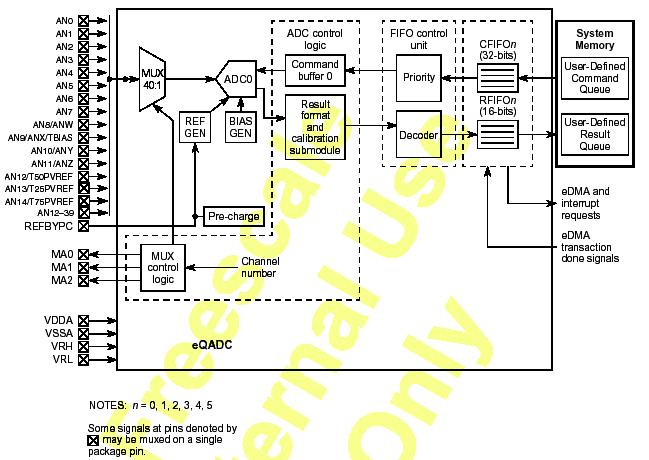 AN0
AN1
AN2
AN3
AN4
AN5
AN6
AN7
AN8/ANW
AN9/ANX/TBIAS
AN10/ANY
AN11/ANZ
AN12/T50PVREF
AN13/T25PVREF
AN14/T75PVREF
AN12–39
REFBYPC
MA0
MA1
MA2
VDDA
VSSA
VRH
VRL
MUX
40:1
ADC0
REF
GEN
BIAS
GEN
Pre-charge
MUX
control
logic
Channel
number
eQADC
ADC control
logic
Command
buffer 0
Result
format
and
calibration
submodule
FIFO control
unit
Priority
Decoder
CFIFOn
(32-bits)
RFIFOn
(16-bits)
System
Memory
User-Defined
Command
Queue
User-Defined
Result
Queue
eDMA and
interrupt
requests
eDMA
transaction
done signals
NOTES: n = 0, 1, 2, 3, 4, 5
Some signals at pins denoted by
may be muxed on a single
package pin.
Freescale
Internal Use
Only